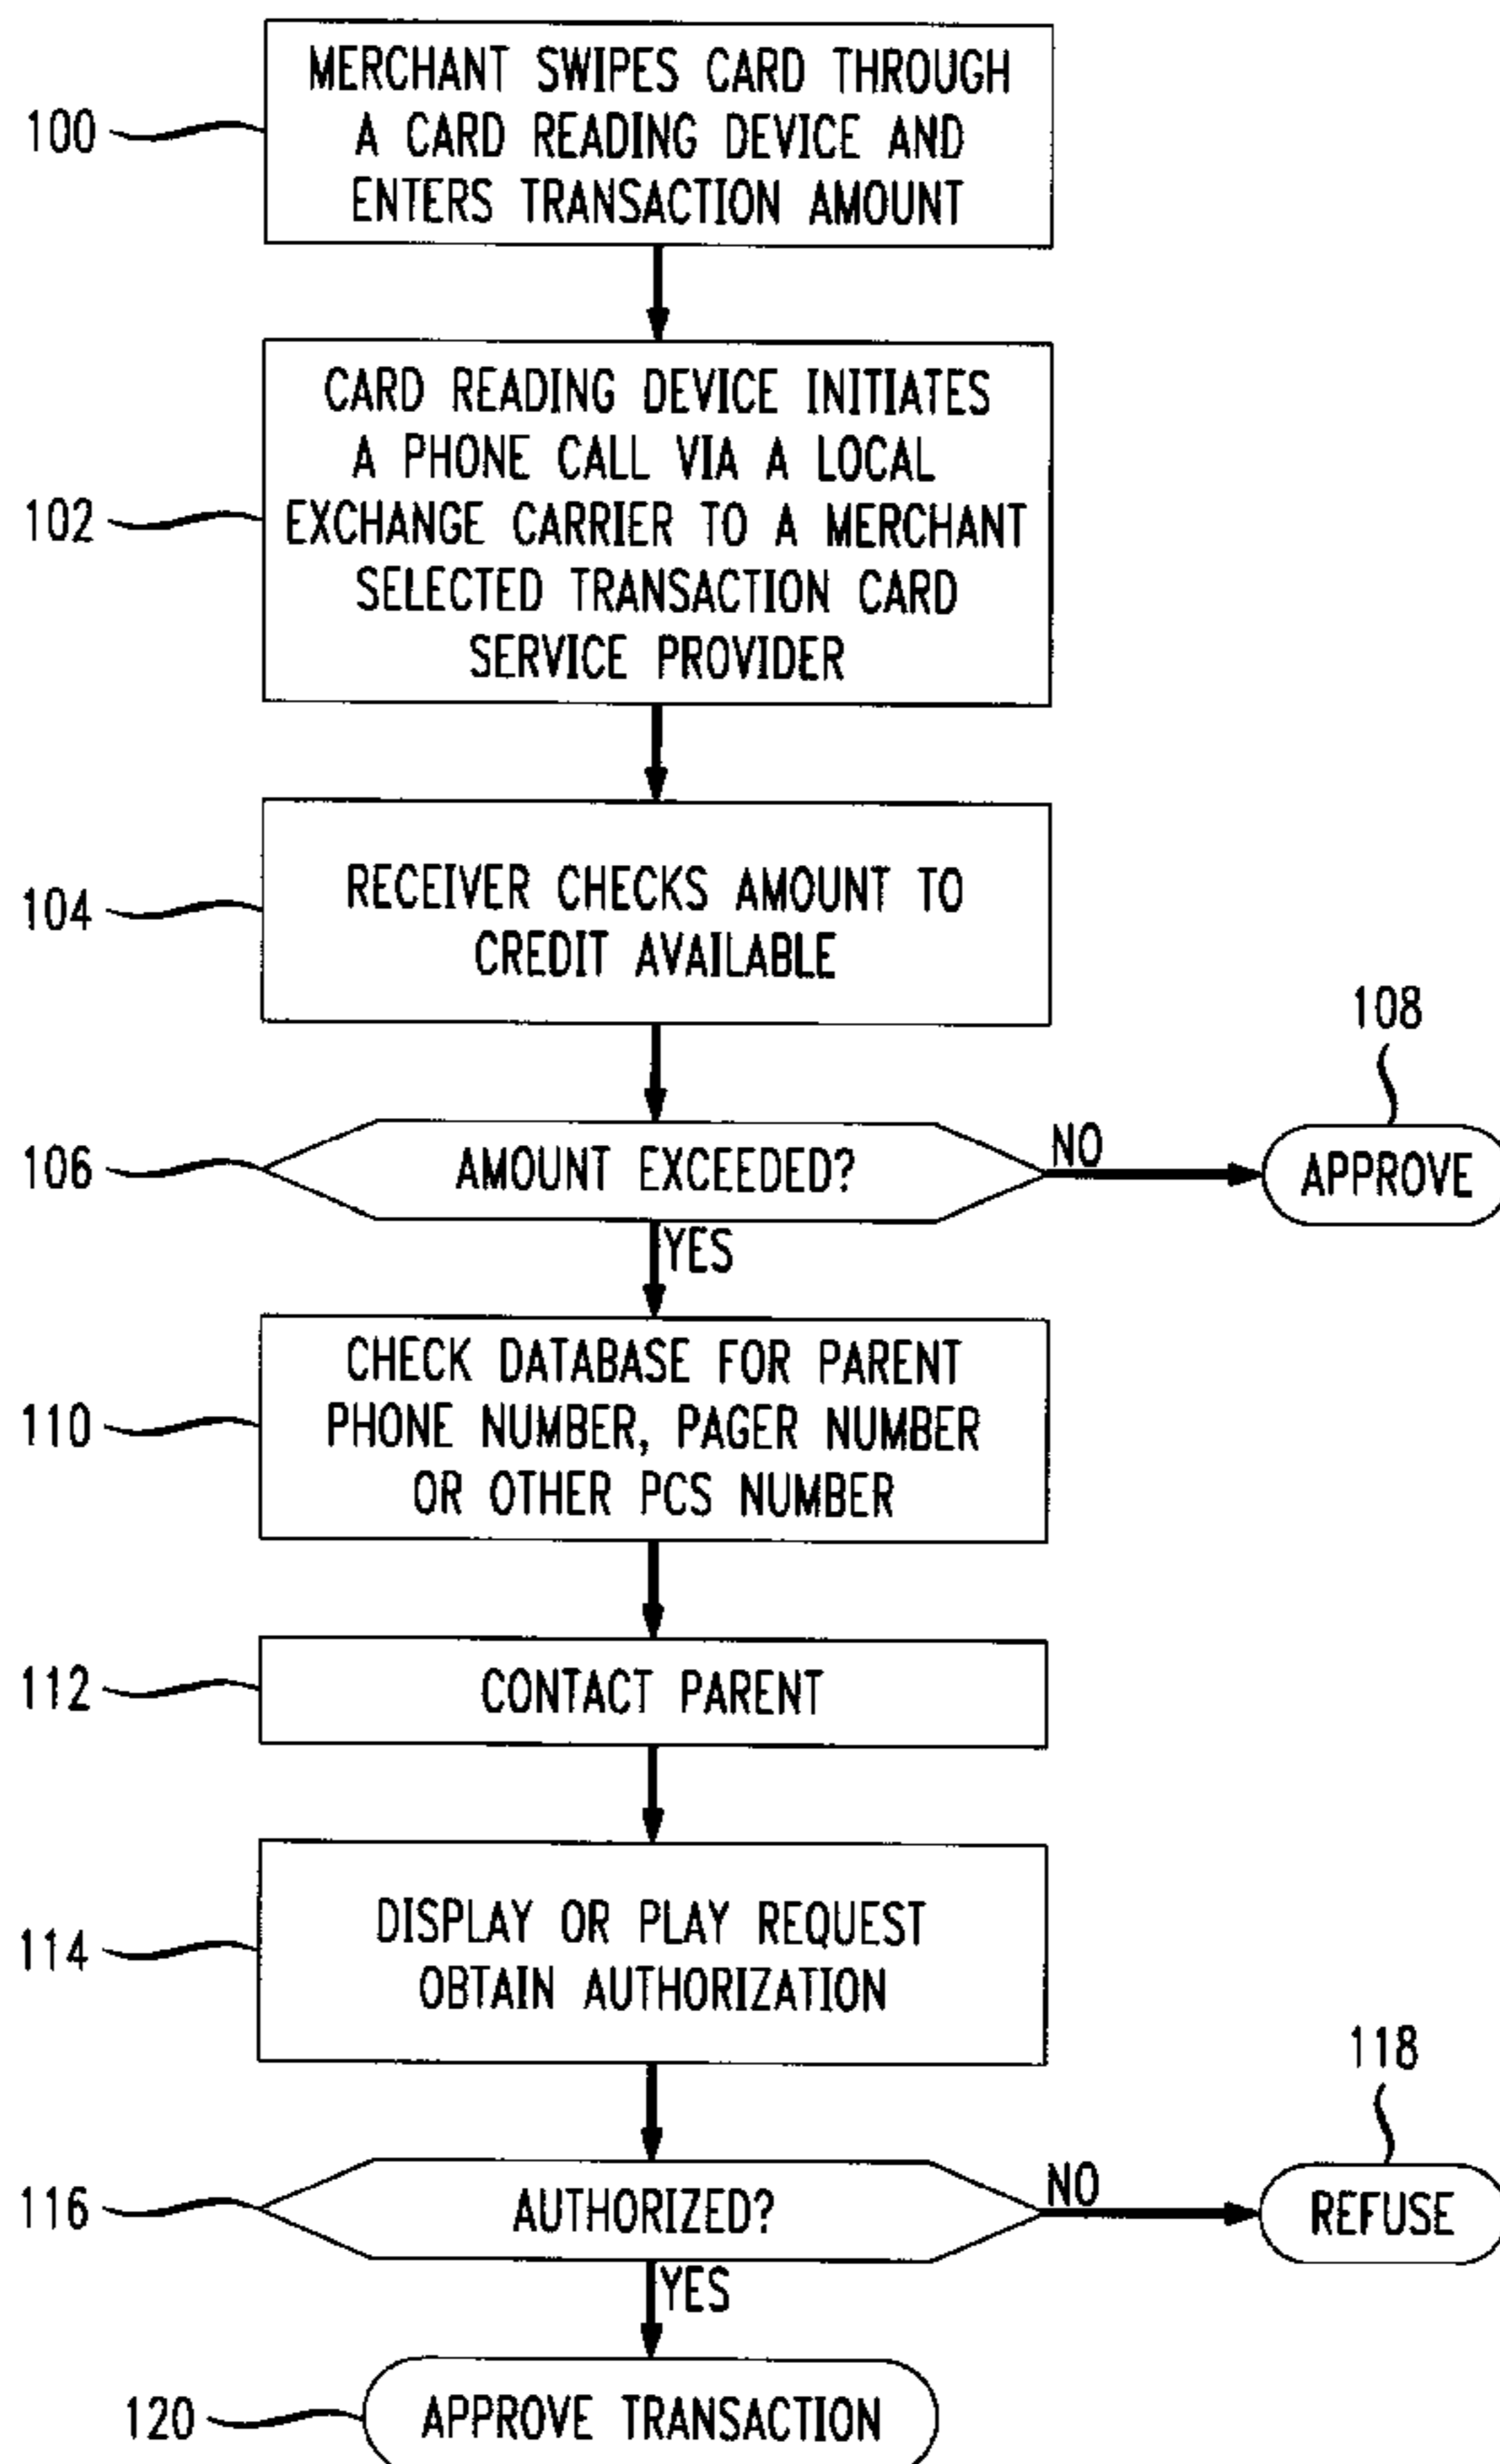 100
MERCHANT SWIPES CARD THROUGH
A CARD READING DEVICE AND
ENTERS TRANSACTION AMOUNT
102
CARD READING DEVICE INITIATES
A PHONE CALL VIA A LOCAL
EXCHANGE CARRIER TO A MERCHANT
SELECTED TRANSACTION CARD
SERVICE PROVIDER
104
RECEIVER CHECKS AMOUNT TO
CREDIT AVAILABLE
106
AMOUNT EXCEEDED?
NO
108
APPROVE
YES
110
CHECK DATABASE FOR PARENT
PHONE NUMBER, PAGER NUMBER
OR OTHER PCS NUMBER
112
CONTACT PARENT
114
DISPLAY OR PLAY REQUEST
OBTAIN AUTHORIZATION
116
AUTHORIZED?
NO
118
REFUSE
YES
120
APPROVE TRANSACTION